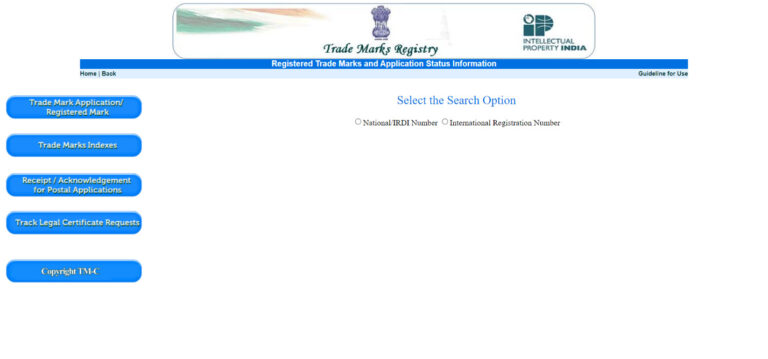 Trade Marks Registry
INTELLECTUAL
PROPERTY INDIA
Registered Trade Marks and Application Status Information
Home | Back
Guideline for Use
Trade Mark Application/
Registered Mark
Trade Marks Indexes
Receipt / Acknowledgement
for Postal Applications
Track Legal Certificate Requests
Copyright TM-C
Select the Search Option
National/IRDI Number International Registration Number